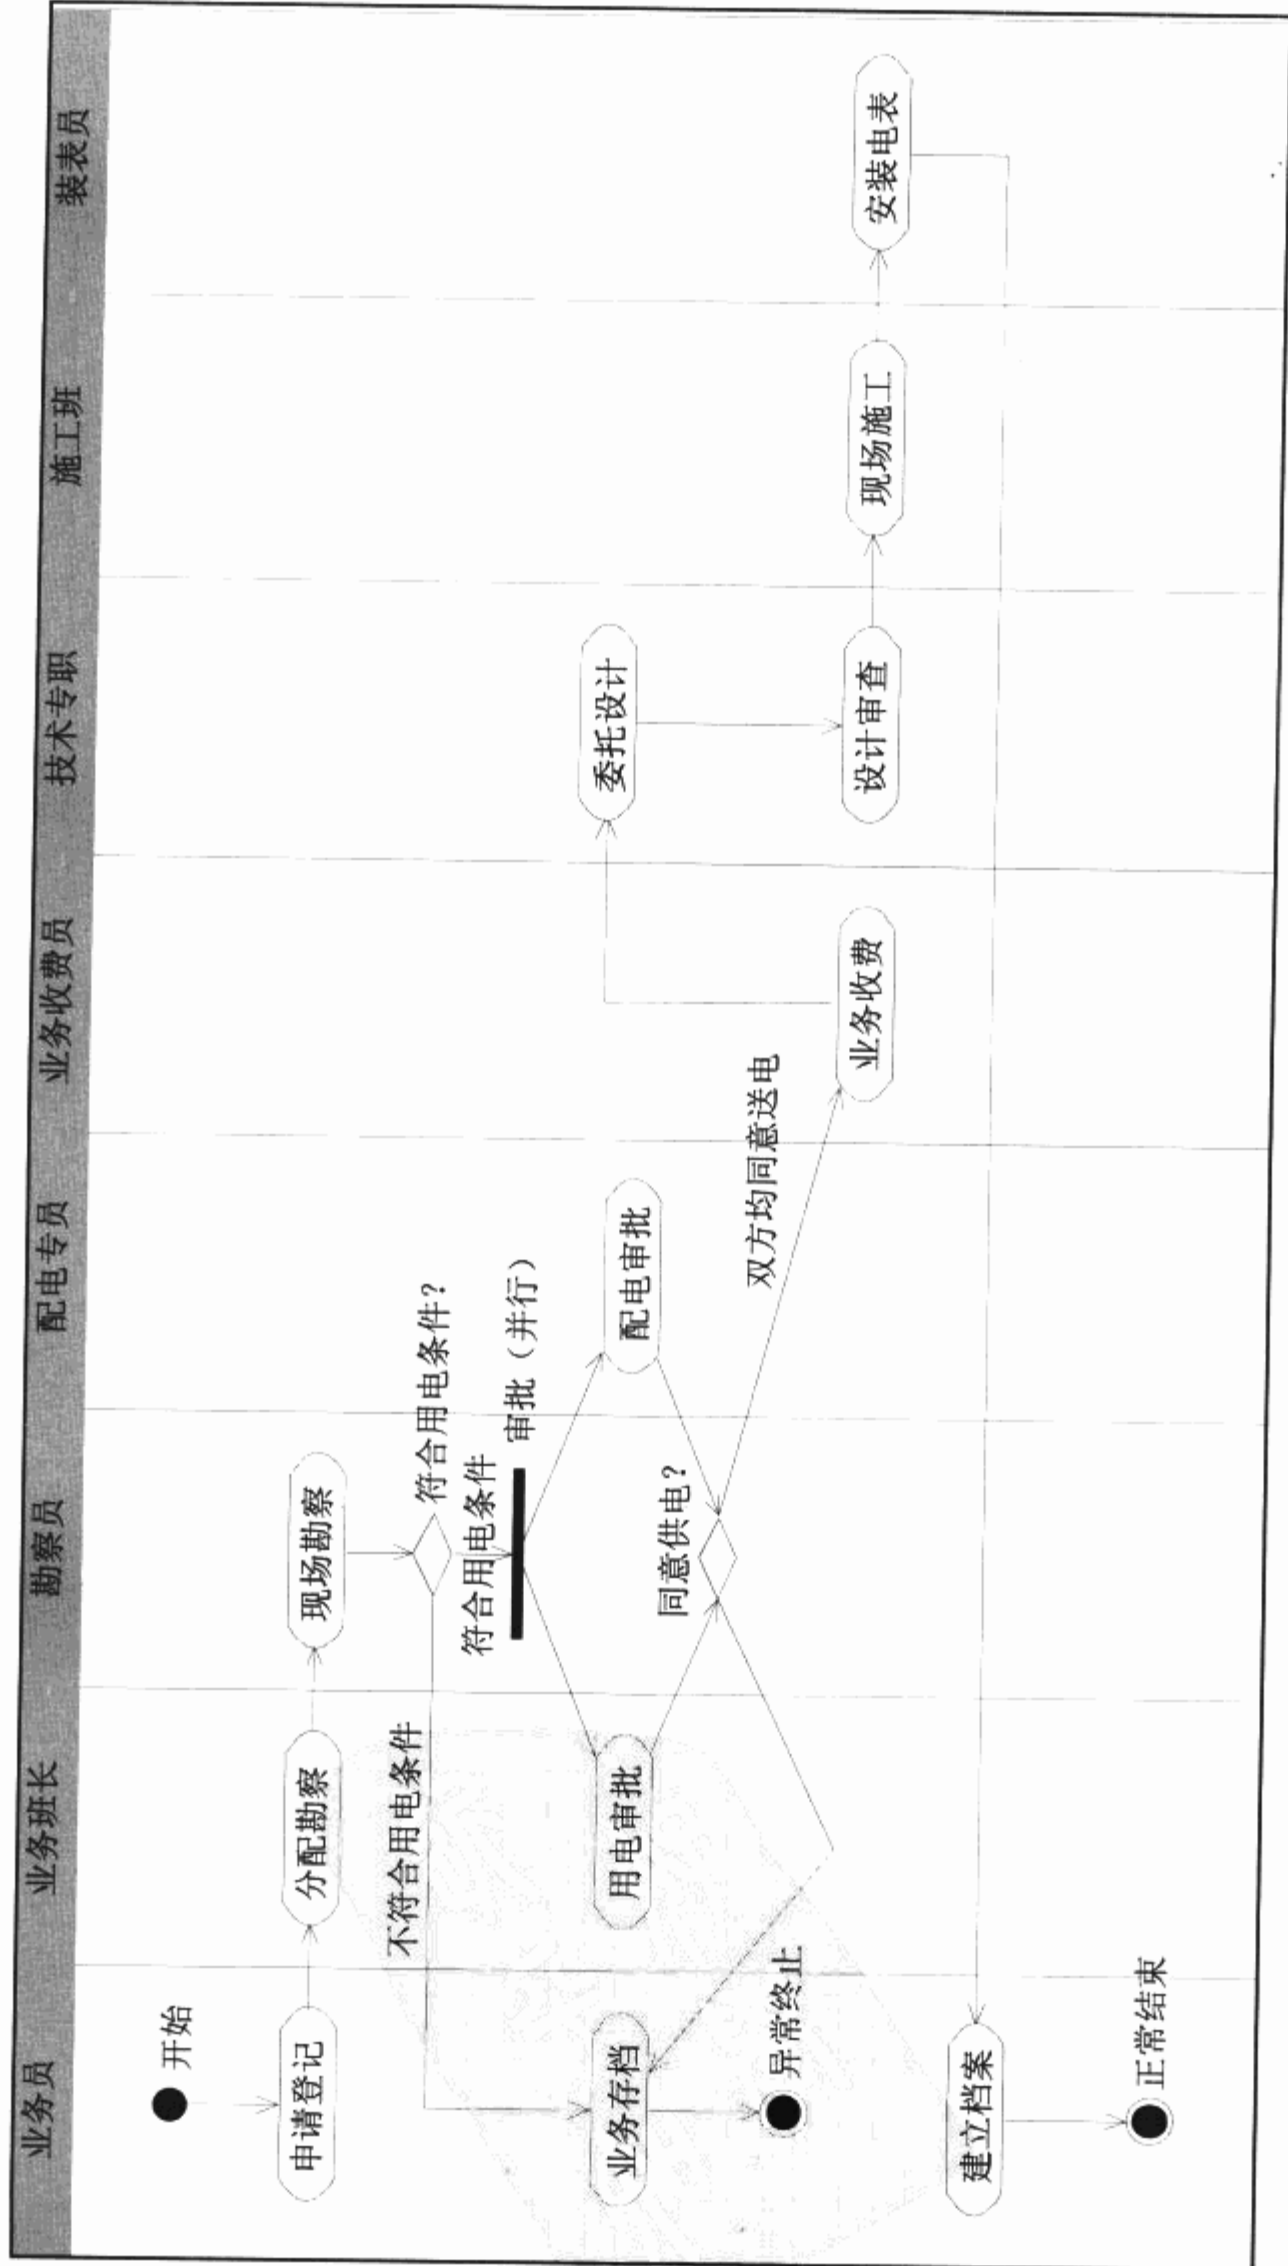 业务员
业务班长
勘察员
配电专员
业务收费员
技术专职
施工班
装表员
开始
申请登记
分配勘察
现场勘察
符合用电条件?
不符合用电条件
符合用电条件
审批（并行）
用电审批
配电审批
同意供电?
双方均同意送电
业务收费
委托设计
设计审查
现场施工
安装电表
业务存档
异常终止
建立档案
正常结束